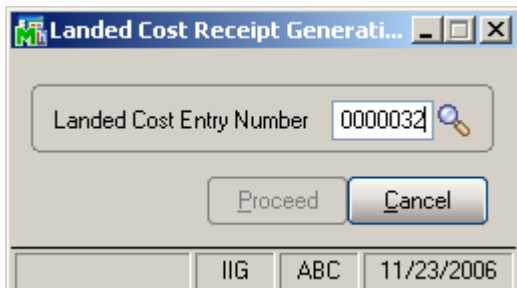 Landed Cost Receipt Generati...
Landed Cost Entry Number 0000032
Proceed Cancel
IIG ABC 11/23/2006